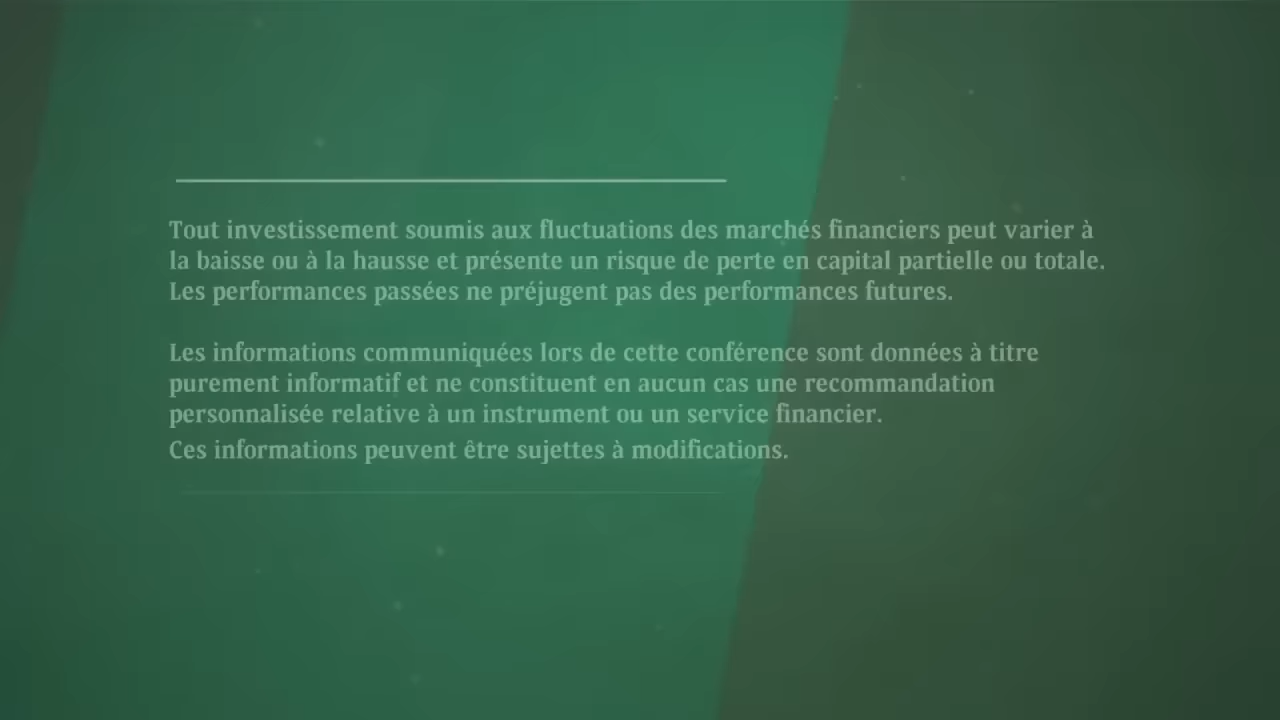 Tout investissement soumis aux fluctuations des marchés financiers peut varier à
la baisse ou à la hausse et présente un risque de perte en capital partielle ou totale.
Les performances passées ne préjugent pas des performances futures.
Les informations communiquées lors de cette conférence sont données à titre
purement informatif et ne constituent en aucun cas une recommandation
personnalisée relative à un instrument ou un service financier.
Ces informations peuvent être sujettes à modifications.